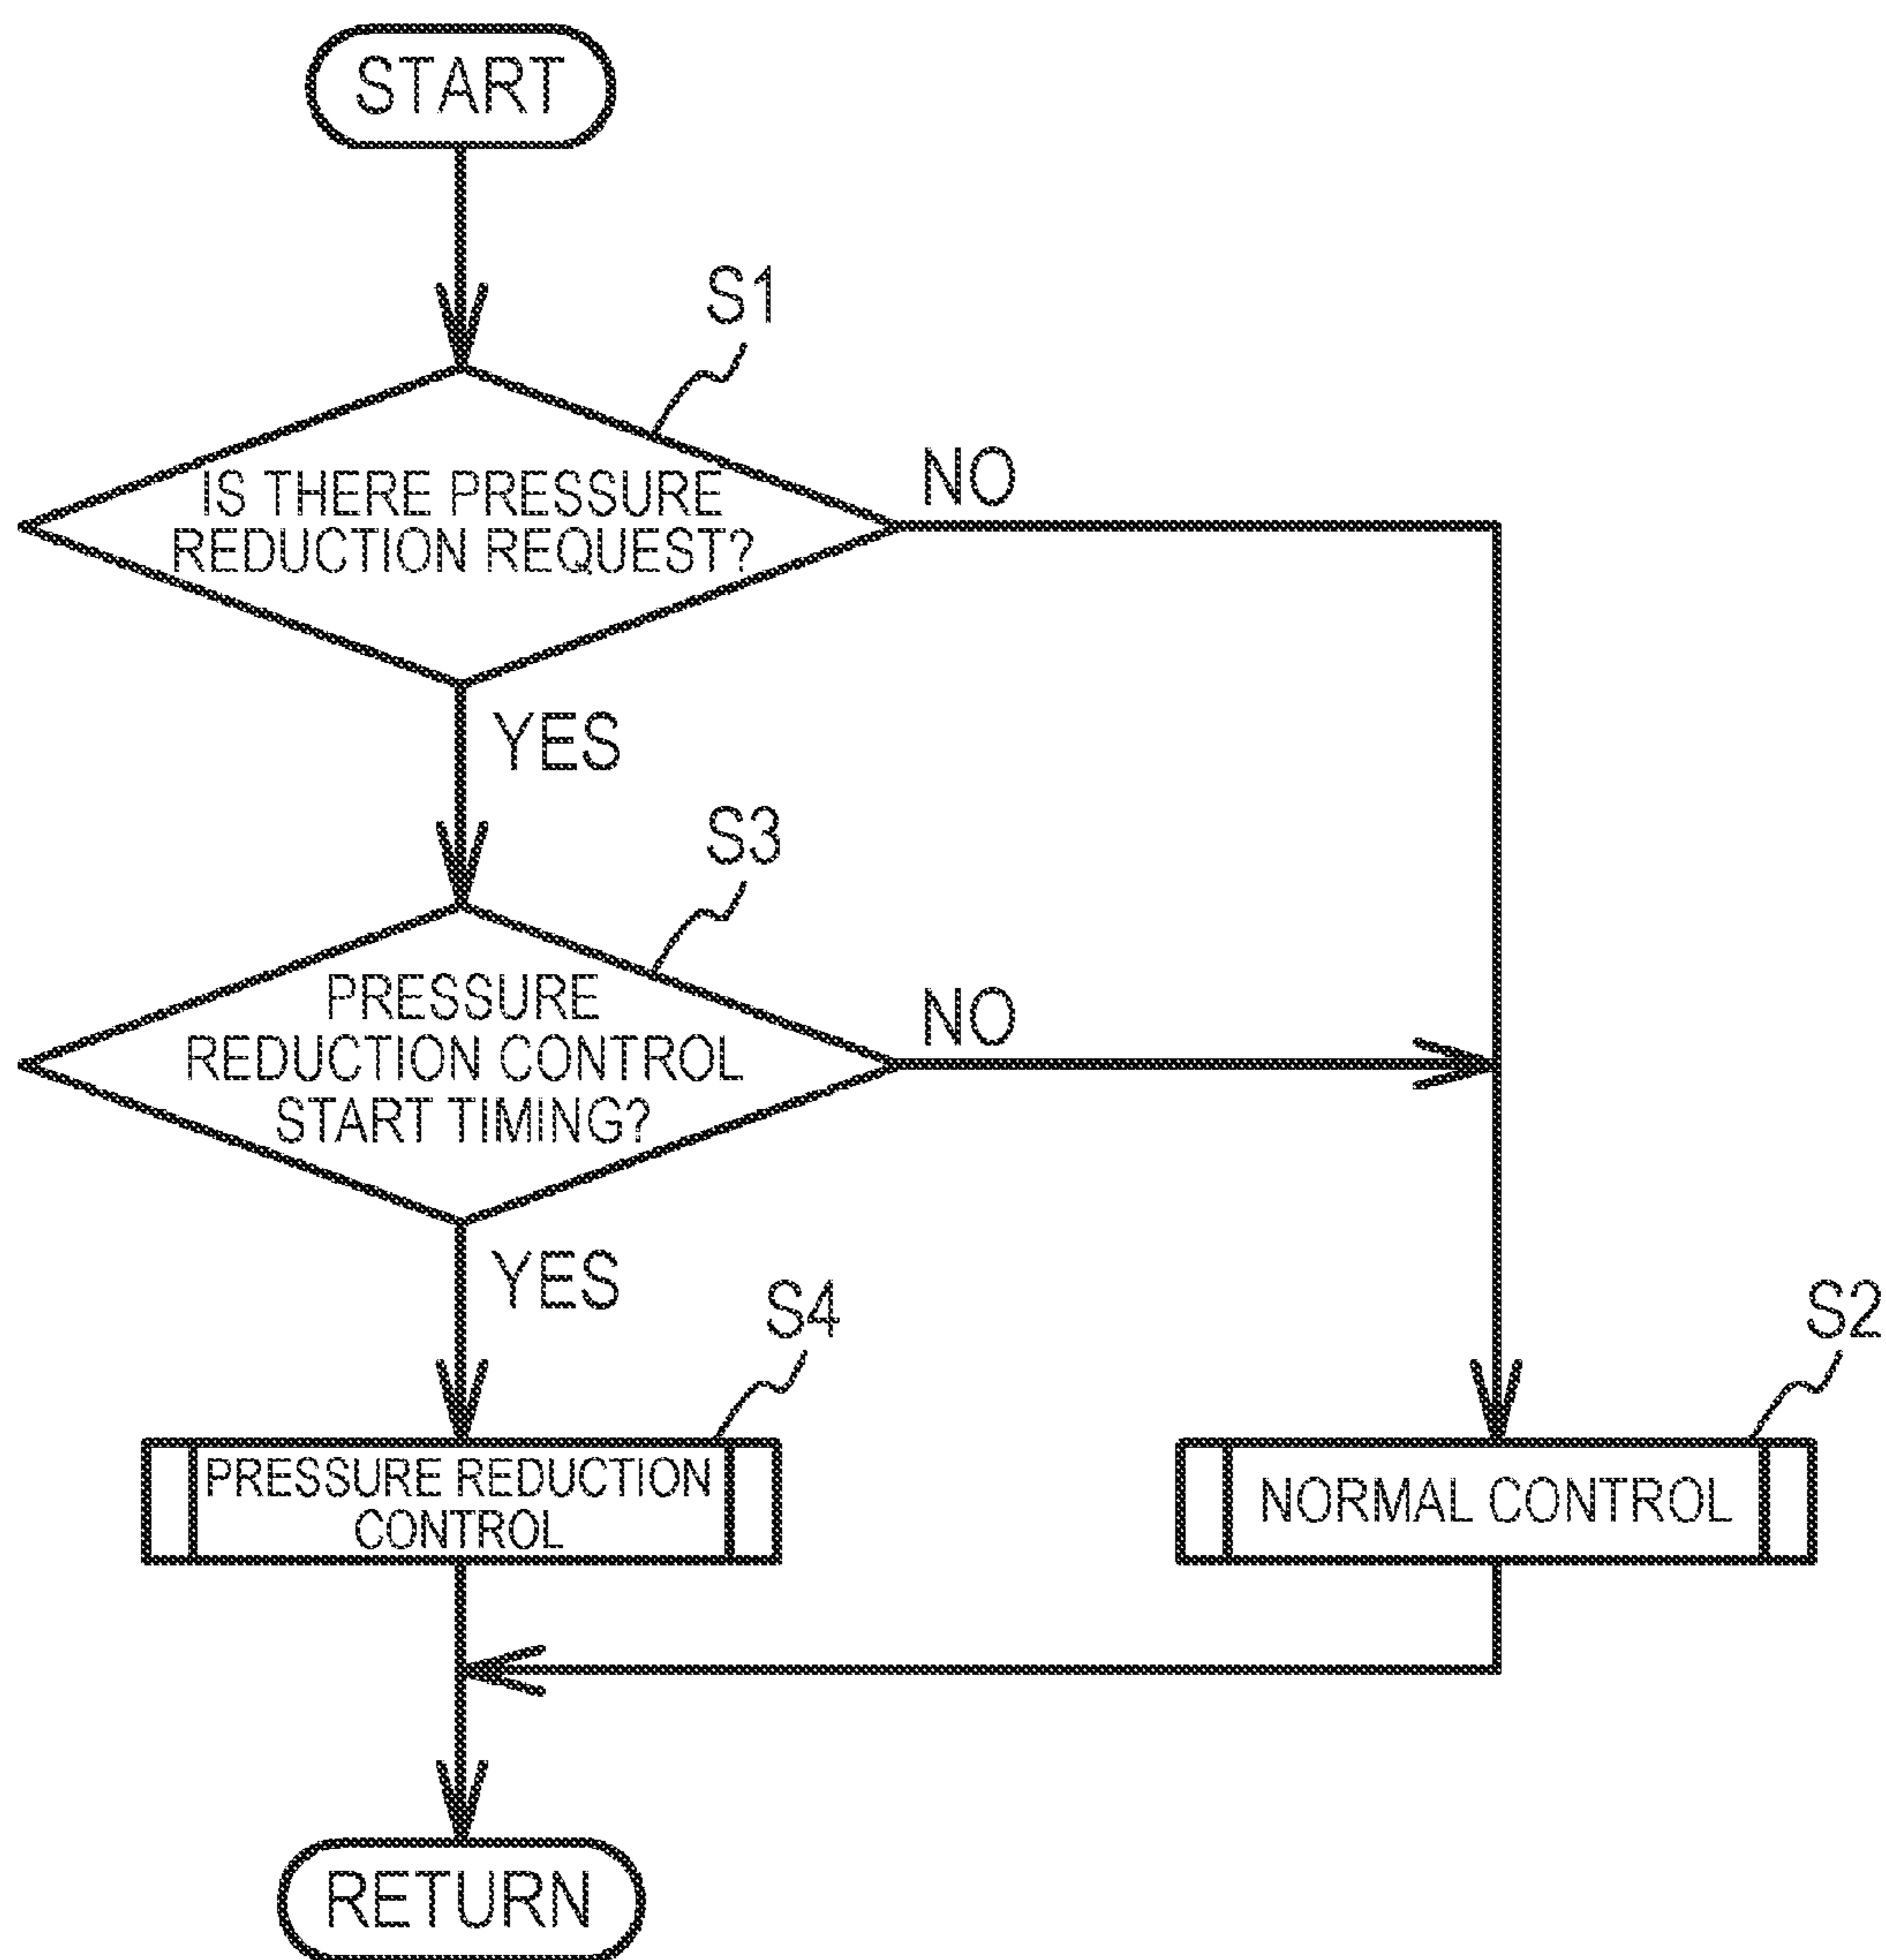 START
S1
IS THERE PRESSURE
REDUCTION REQUEST?
NO
YES
S3
PRESSURE
REDUCTION CONTROL
START TIMING?
NO
YES
S4
PRESSURE REDUCTION
CONTROL
S2
NORMAL CONTROL
RETURN